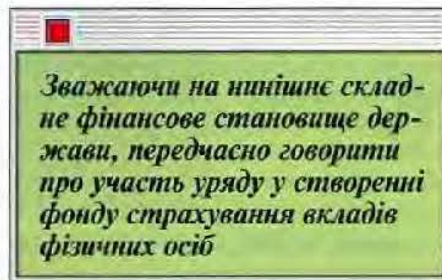 Зважаючи на нинішнє склад-
не фінансове становище дер-
жави, передчасно говорити
про участь уряду у створенні
фонду страхування вкладів
фізичних осіб